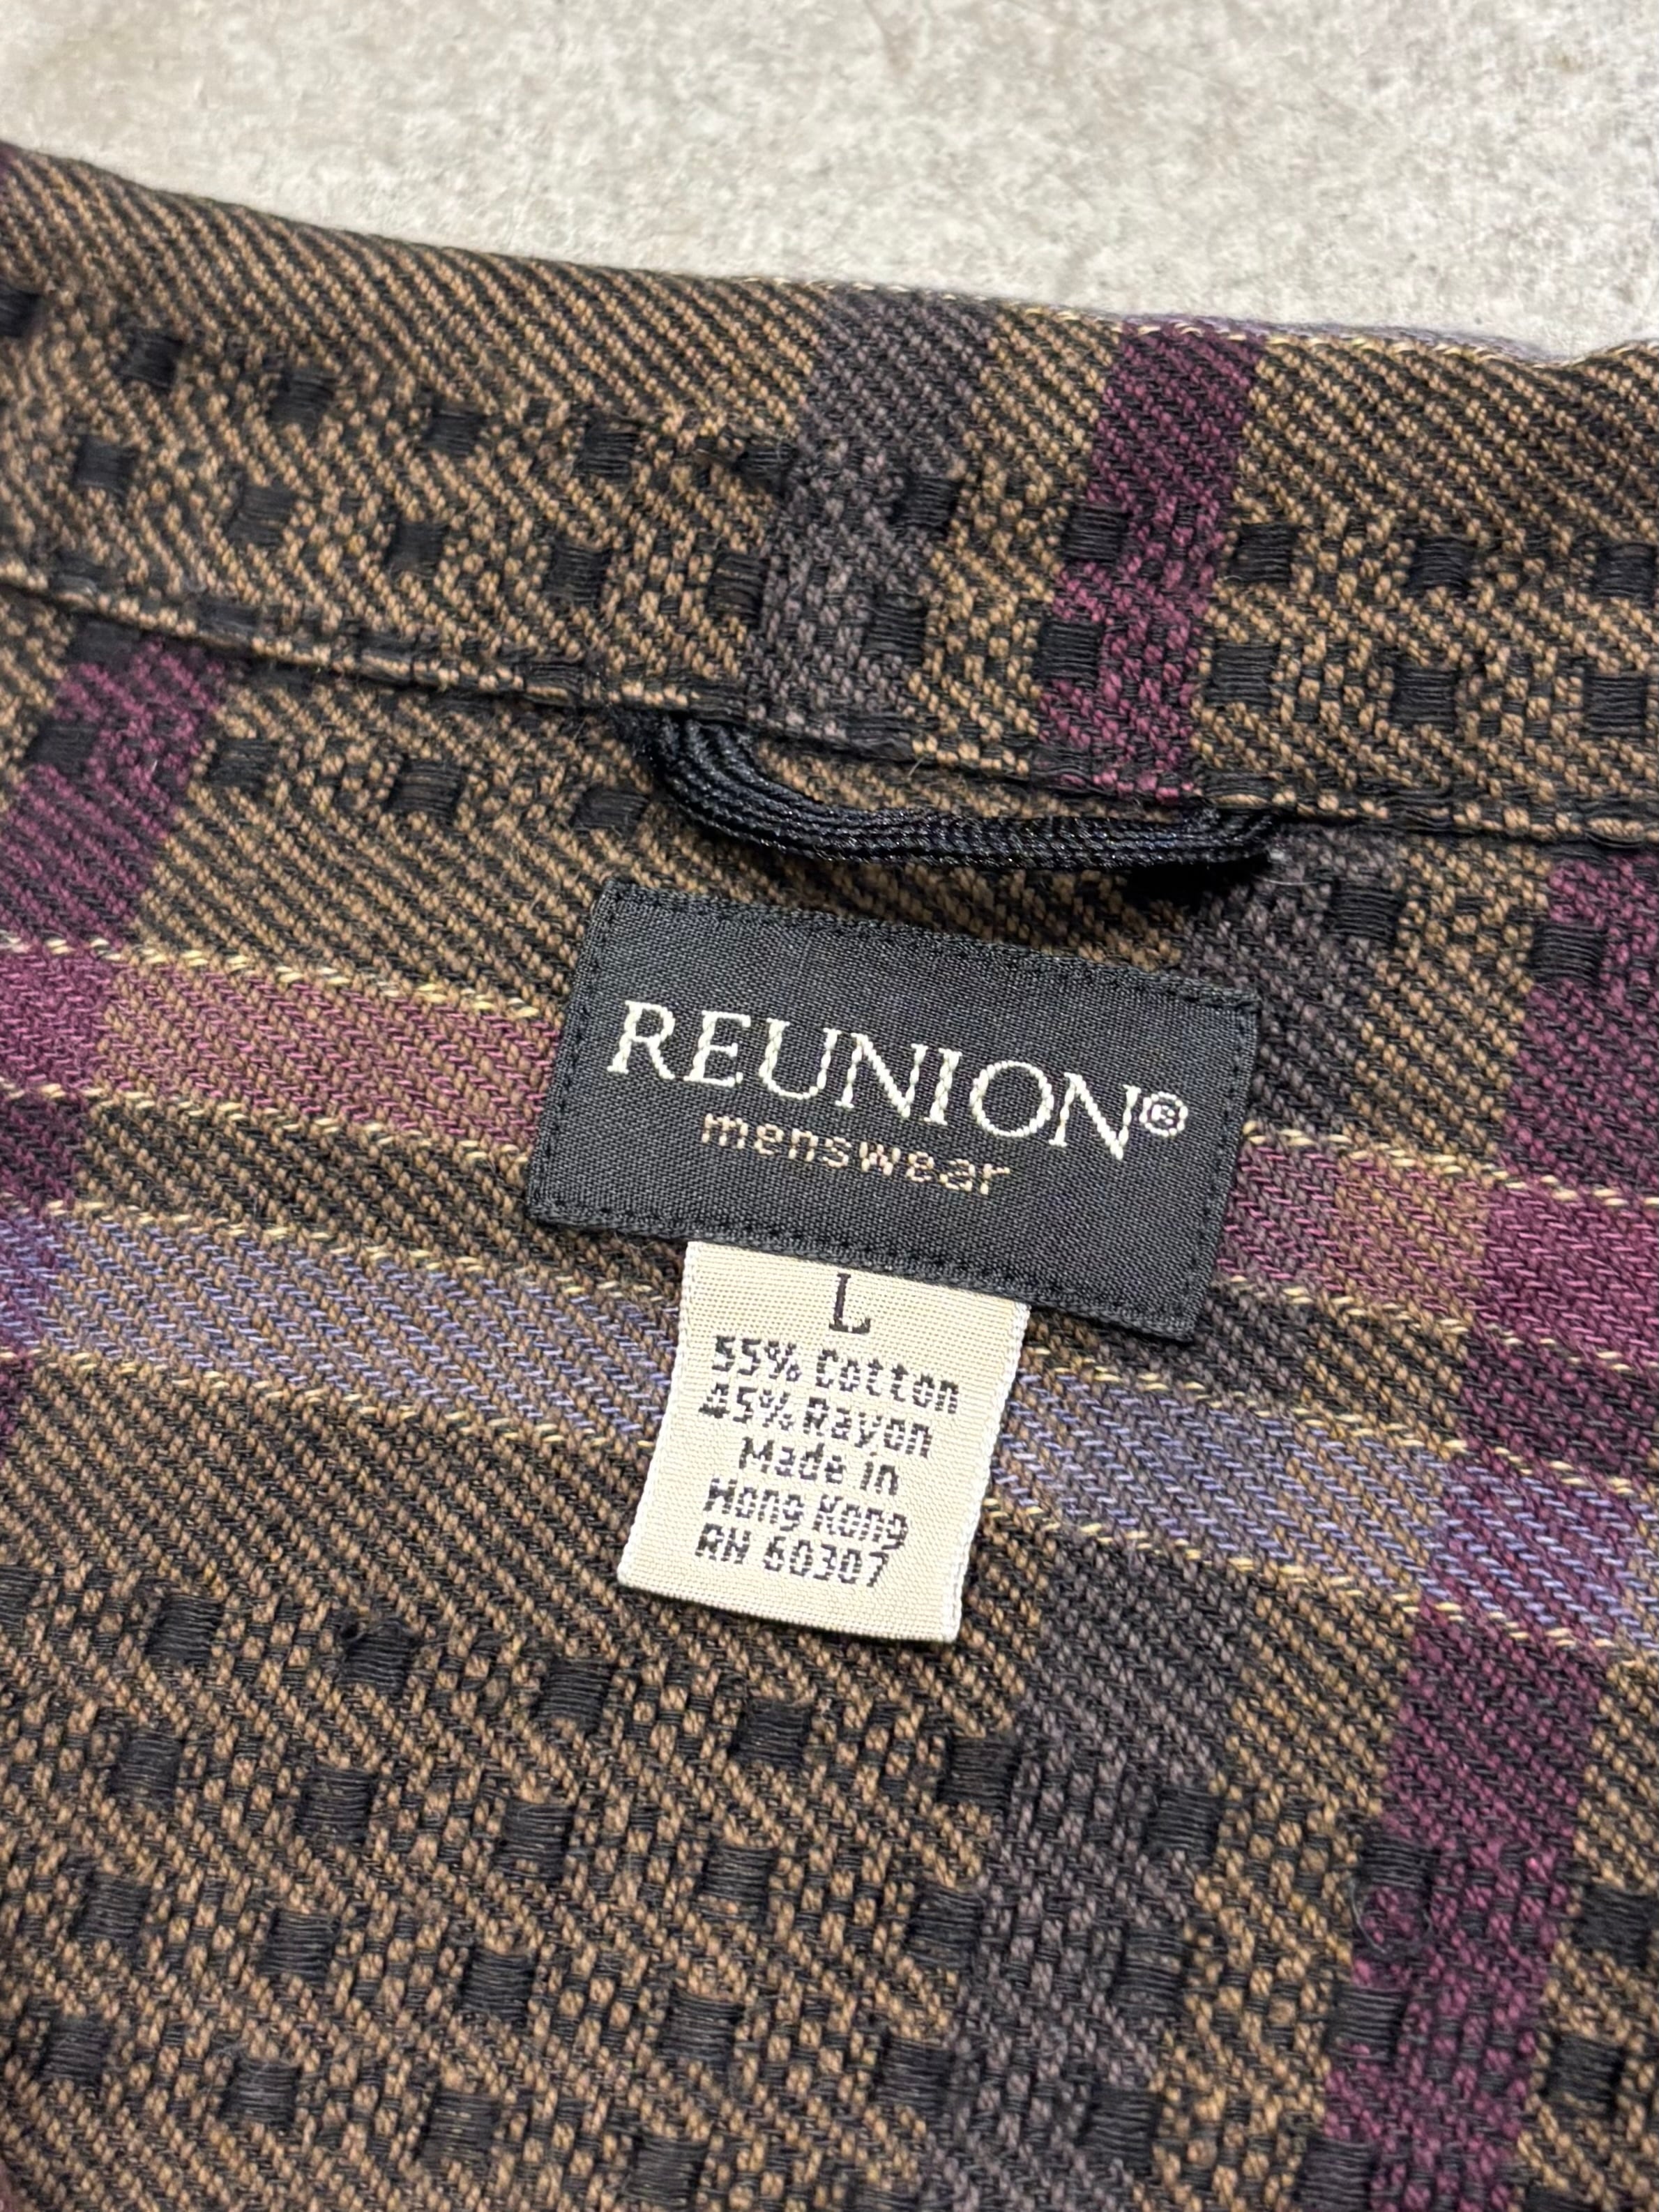 REUNION®
menswear
L
55% Cotton
45% Rayon
Made in
Hong Kong
RN 60307